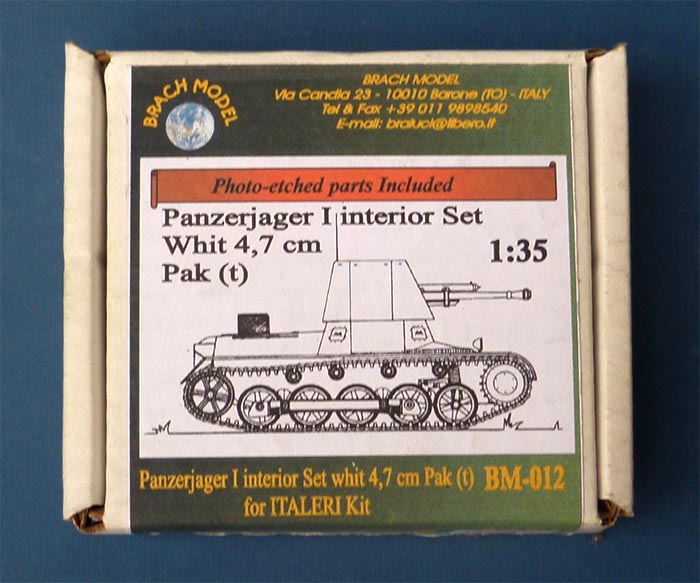 BRACH MODEL
BRACH MODEL
Via Candia 23 - 10010 Barone (TO) - ITALY
Tel & Fax +39 011 9898540
E-mail: braluci@libero.it
Photo-etched parts Included
Panzerjager I interior Set
Whit 4,7 cm
Pak (t)
1:35
Panzerjager I interior Set whit 4,7 cm Pak (t) BM-012
for ITALERI Kit